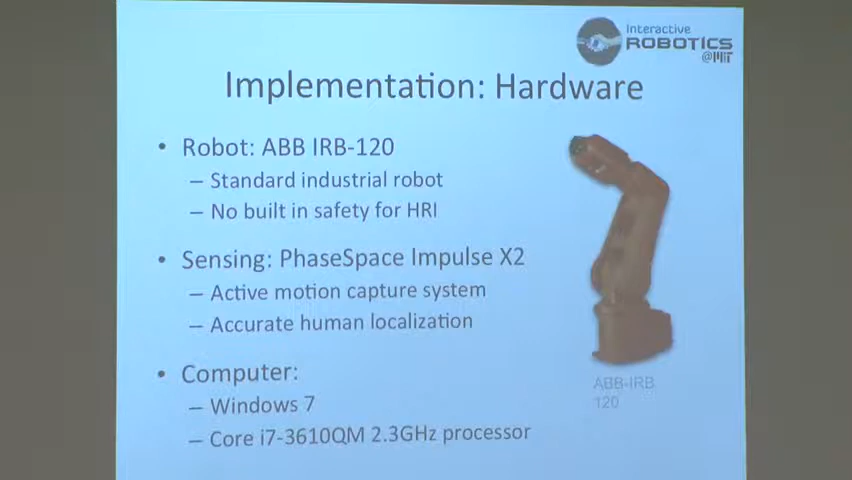 Interactive
ROBOTICS
@MIT
Implementation: Hardware
• Robot: ABB IRB-120
– Standard industrial robot
– No built in safety for HRI
• Sensing: PhaseSpace Impulse X2
– Active motion capture system
– Accurate human localization
• Computer:
– Windows 7
– Core i7-3610QM 2.3GHz processor
ABB-IRB
120